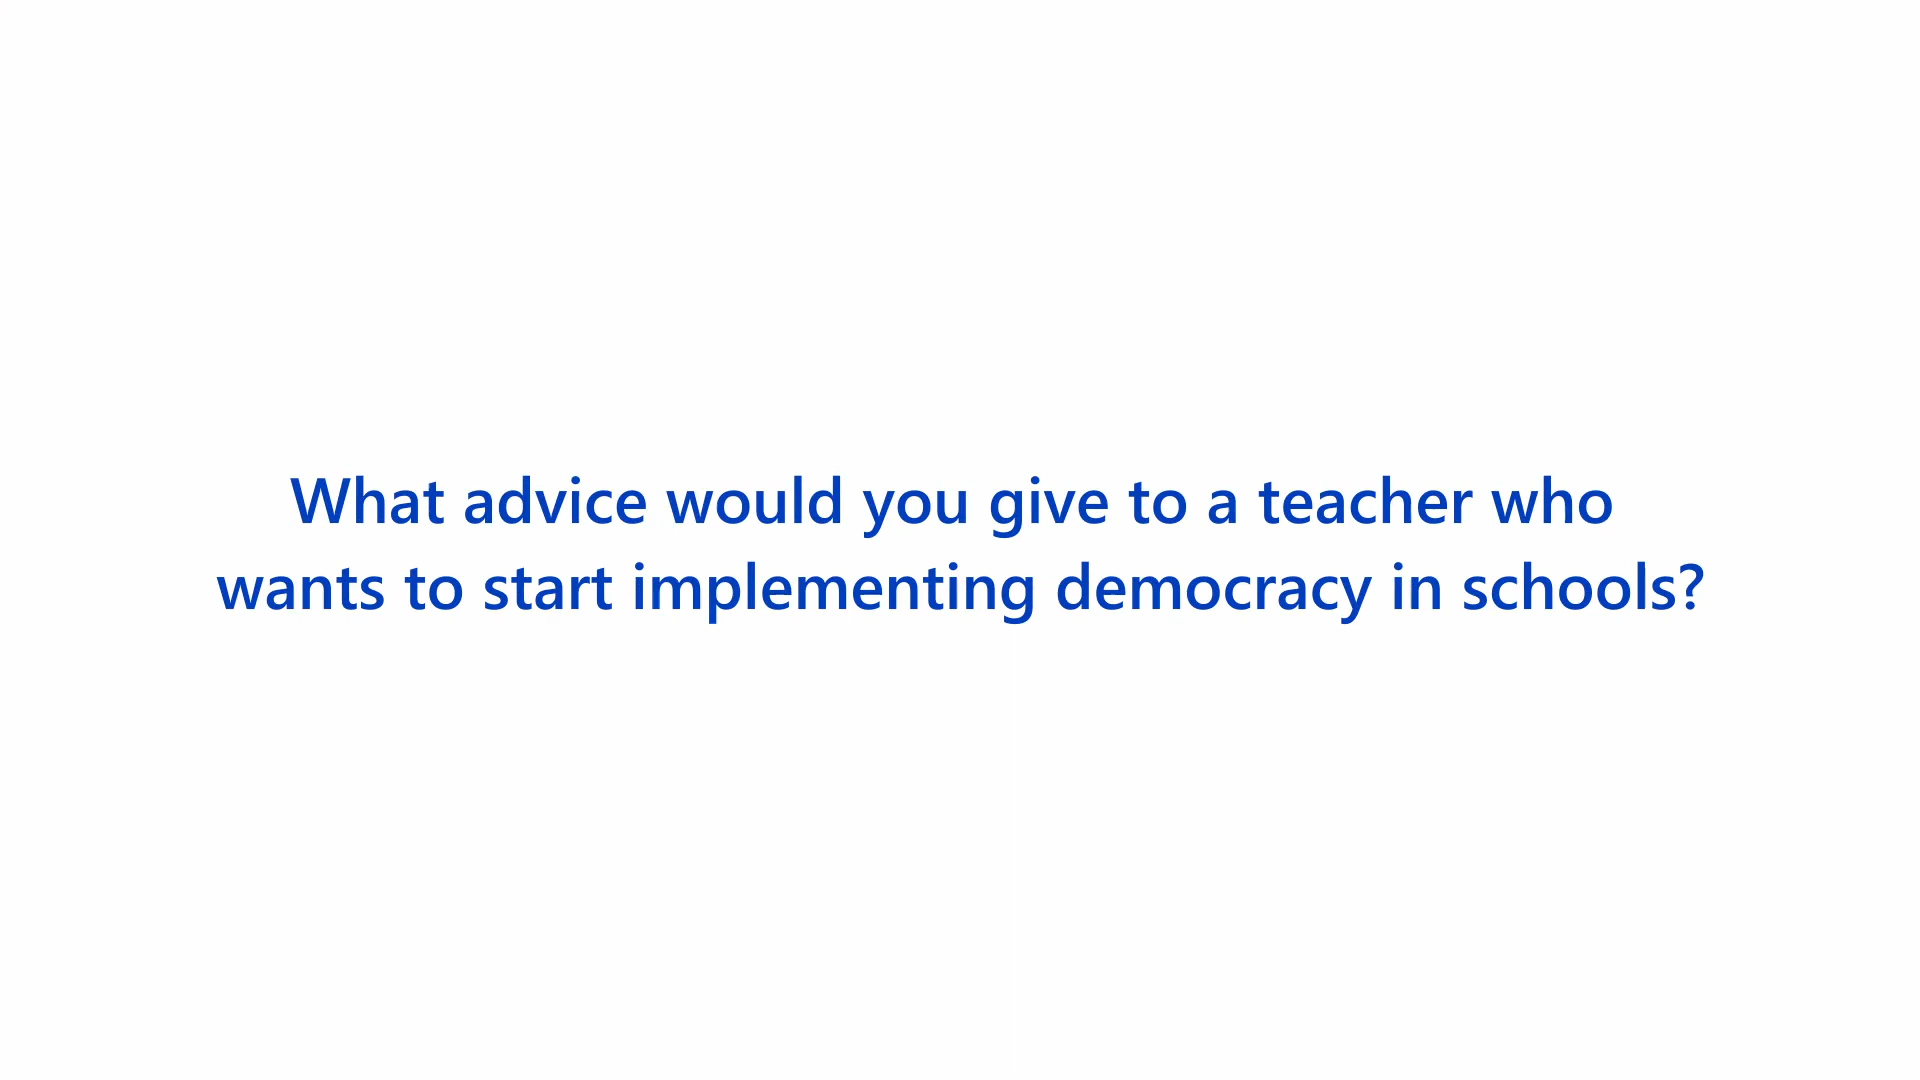 What advice would you give to a teacher who
wants to start implementing democracy in schools?